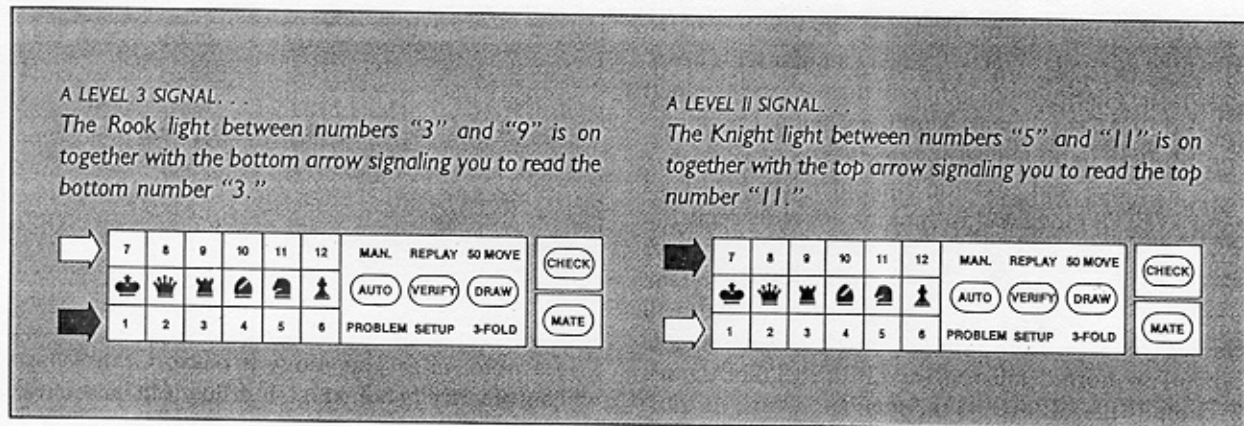 A LEVEL 3 SIGNAL. . .
The Rook light between numbers “3” and “9” is on
together with the bottom arrow signaling you to read the
bottom number “3.”
7 8 9 10 11 12 MAN. REPLAY 50 MOVE CHECK
AUTO VERIFY DRAW
1 2 3 4 5 6 PROBLEM SETUP 3-FOLD MATE
A LEVEL II SIGNAL. . .
The Knight light between numbers “5” and “11” is on
together with the top arrow signaling you to read the top
number “11.”
7 8 9 10 11 12 MAN. REPLAY 50 MOVE CHECK
AUTO VERIFY DRAW
1 2 3 4 5 6 PROBLEM SETUP 3-FOLD MATE